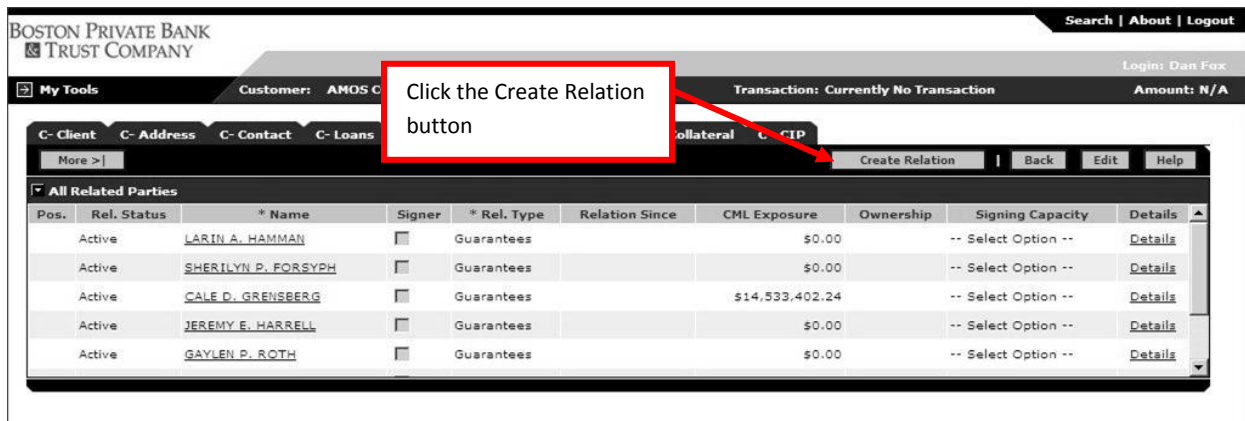 Search | About | Logout
BOSTON PRIVATE BANK
& TRUST COMPANY
Login: Dan Fox
My Tools Customer: AMOS Transaction: Currently No Transaction Amount: N/A
Click the Create Relation
button
C- Client C- Address C- Contact C- Loans C- CIP
More >| Create Relation | Back Edit Help
All Related Parties
Pos. Rel. Status * Name Signer * Rel. Type Relation Since CML Exposure Ownership Signing Capacity Details
Active LARIN A. HAMMAN Guarantees $0.00 -- Select Option -- Details
Active SHERILYN P. FORSYPH Guarantees $0.00 -- Select Option -- Details
Active CALE D. GRENSBERG Guarantees $14,533,402.24 -- Select Option -- Details
Active JEREMY E. HARRELL Guarantees $0.00 -- Select Option -- Details
Active GAYLEN P. ROTH Guarantees $0.00 -- Select Option -- Details